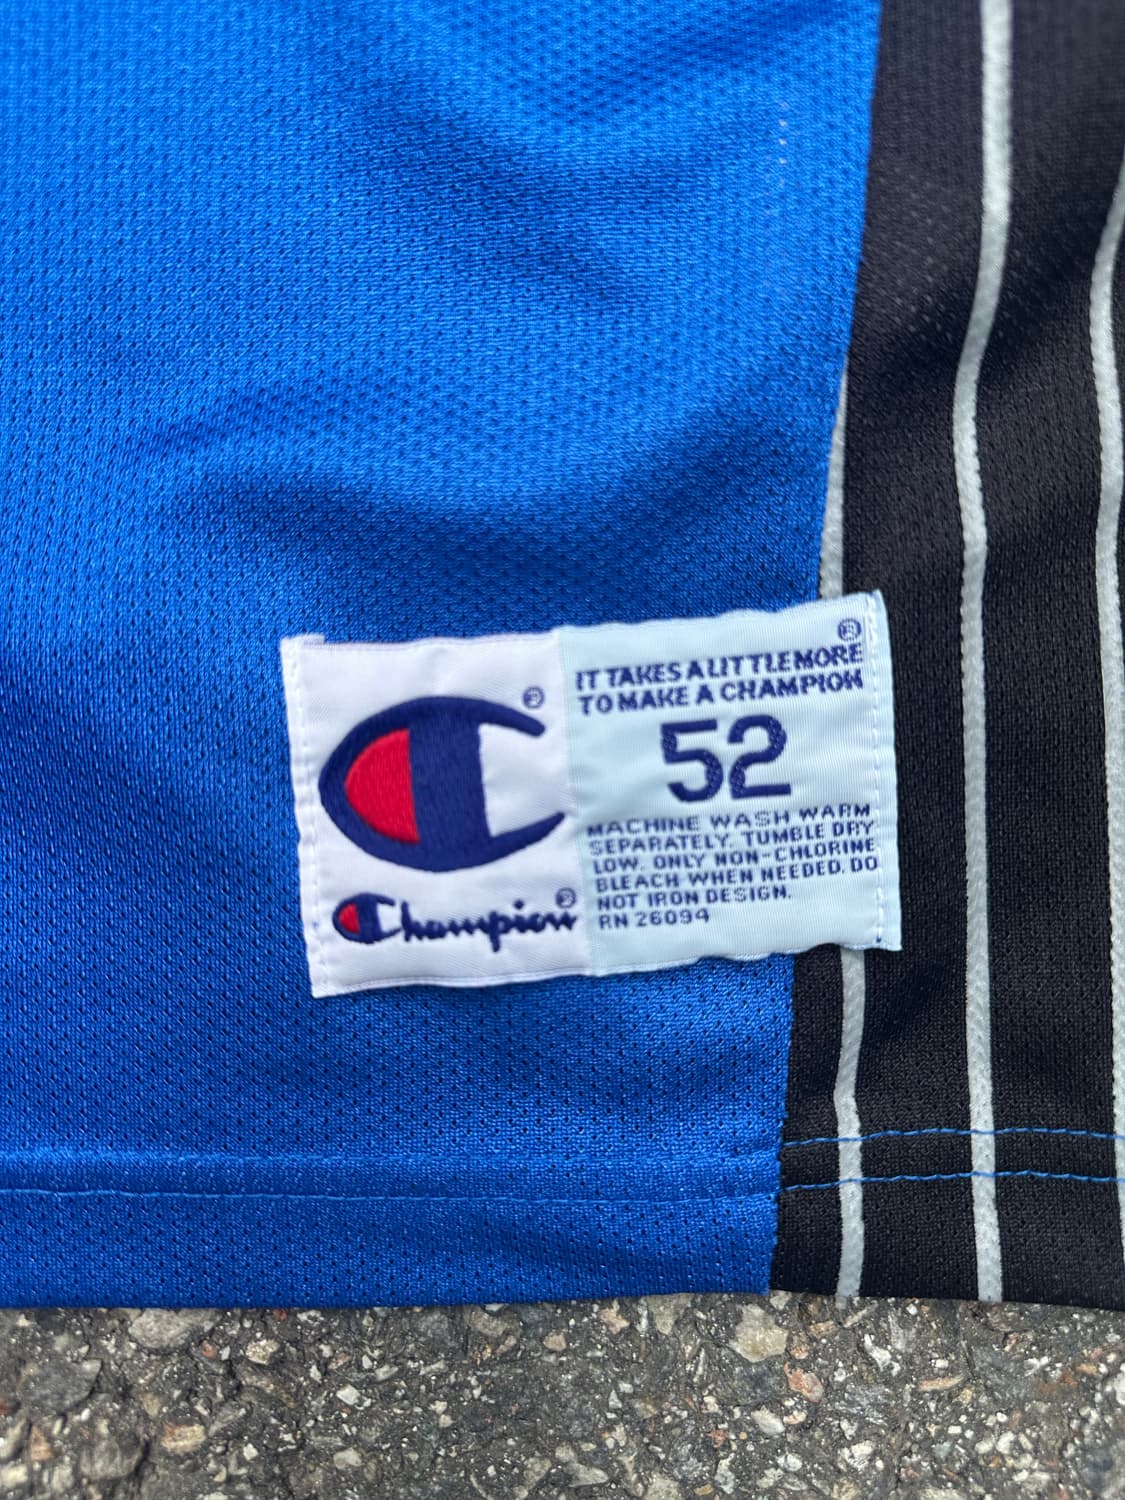 IT TAKES A LITTLE MORE ®
TO MAKE A CHAMPION
52
MACHINE WASH WARM
SEPARATELY. TUMBLE DRY
LOW. ONLY NON-CHLORINE
BLEACH WHEN NEEDED. DO
NOT IRON DESIGN.
RN 26094
®
Champion®